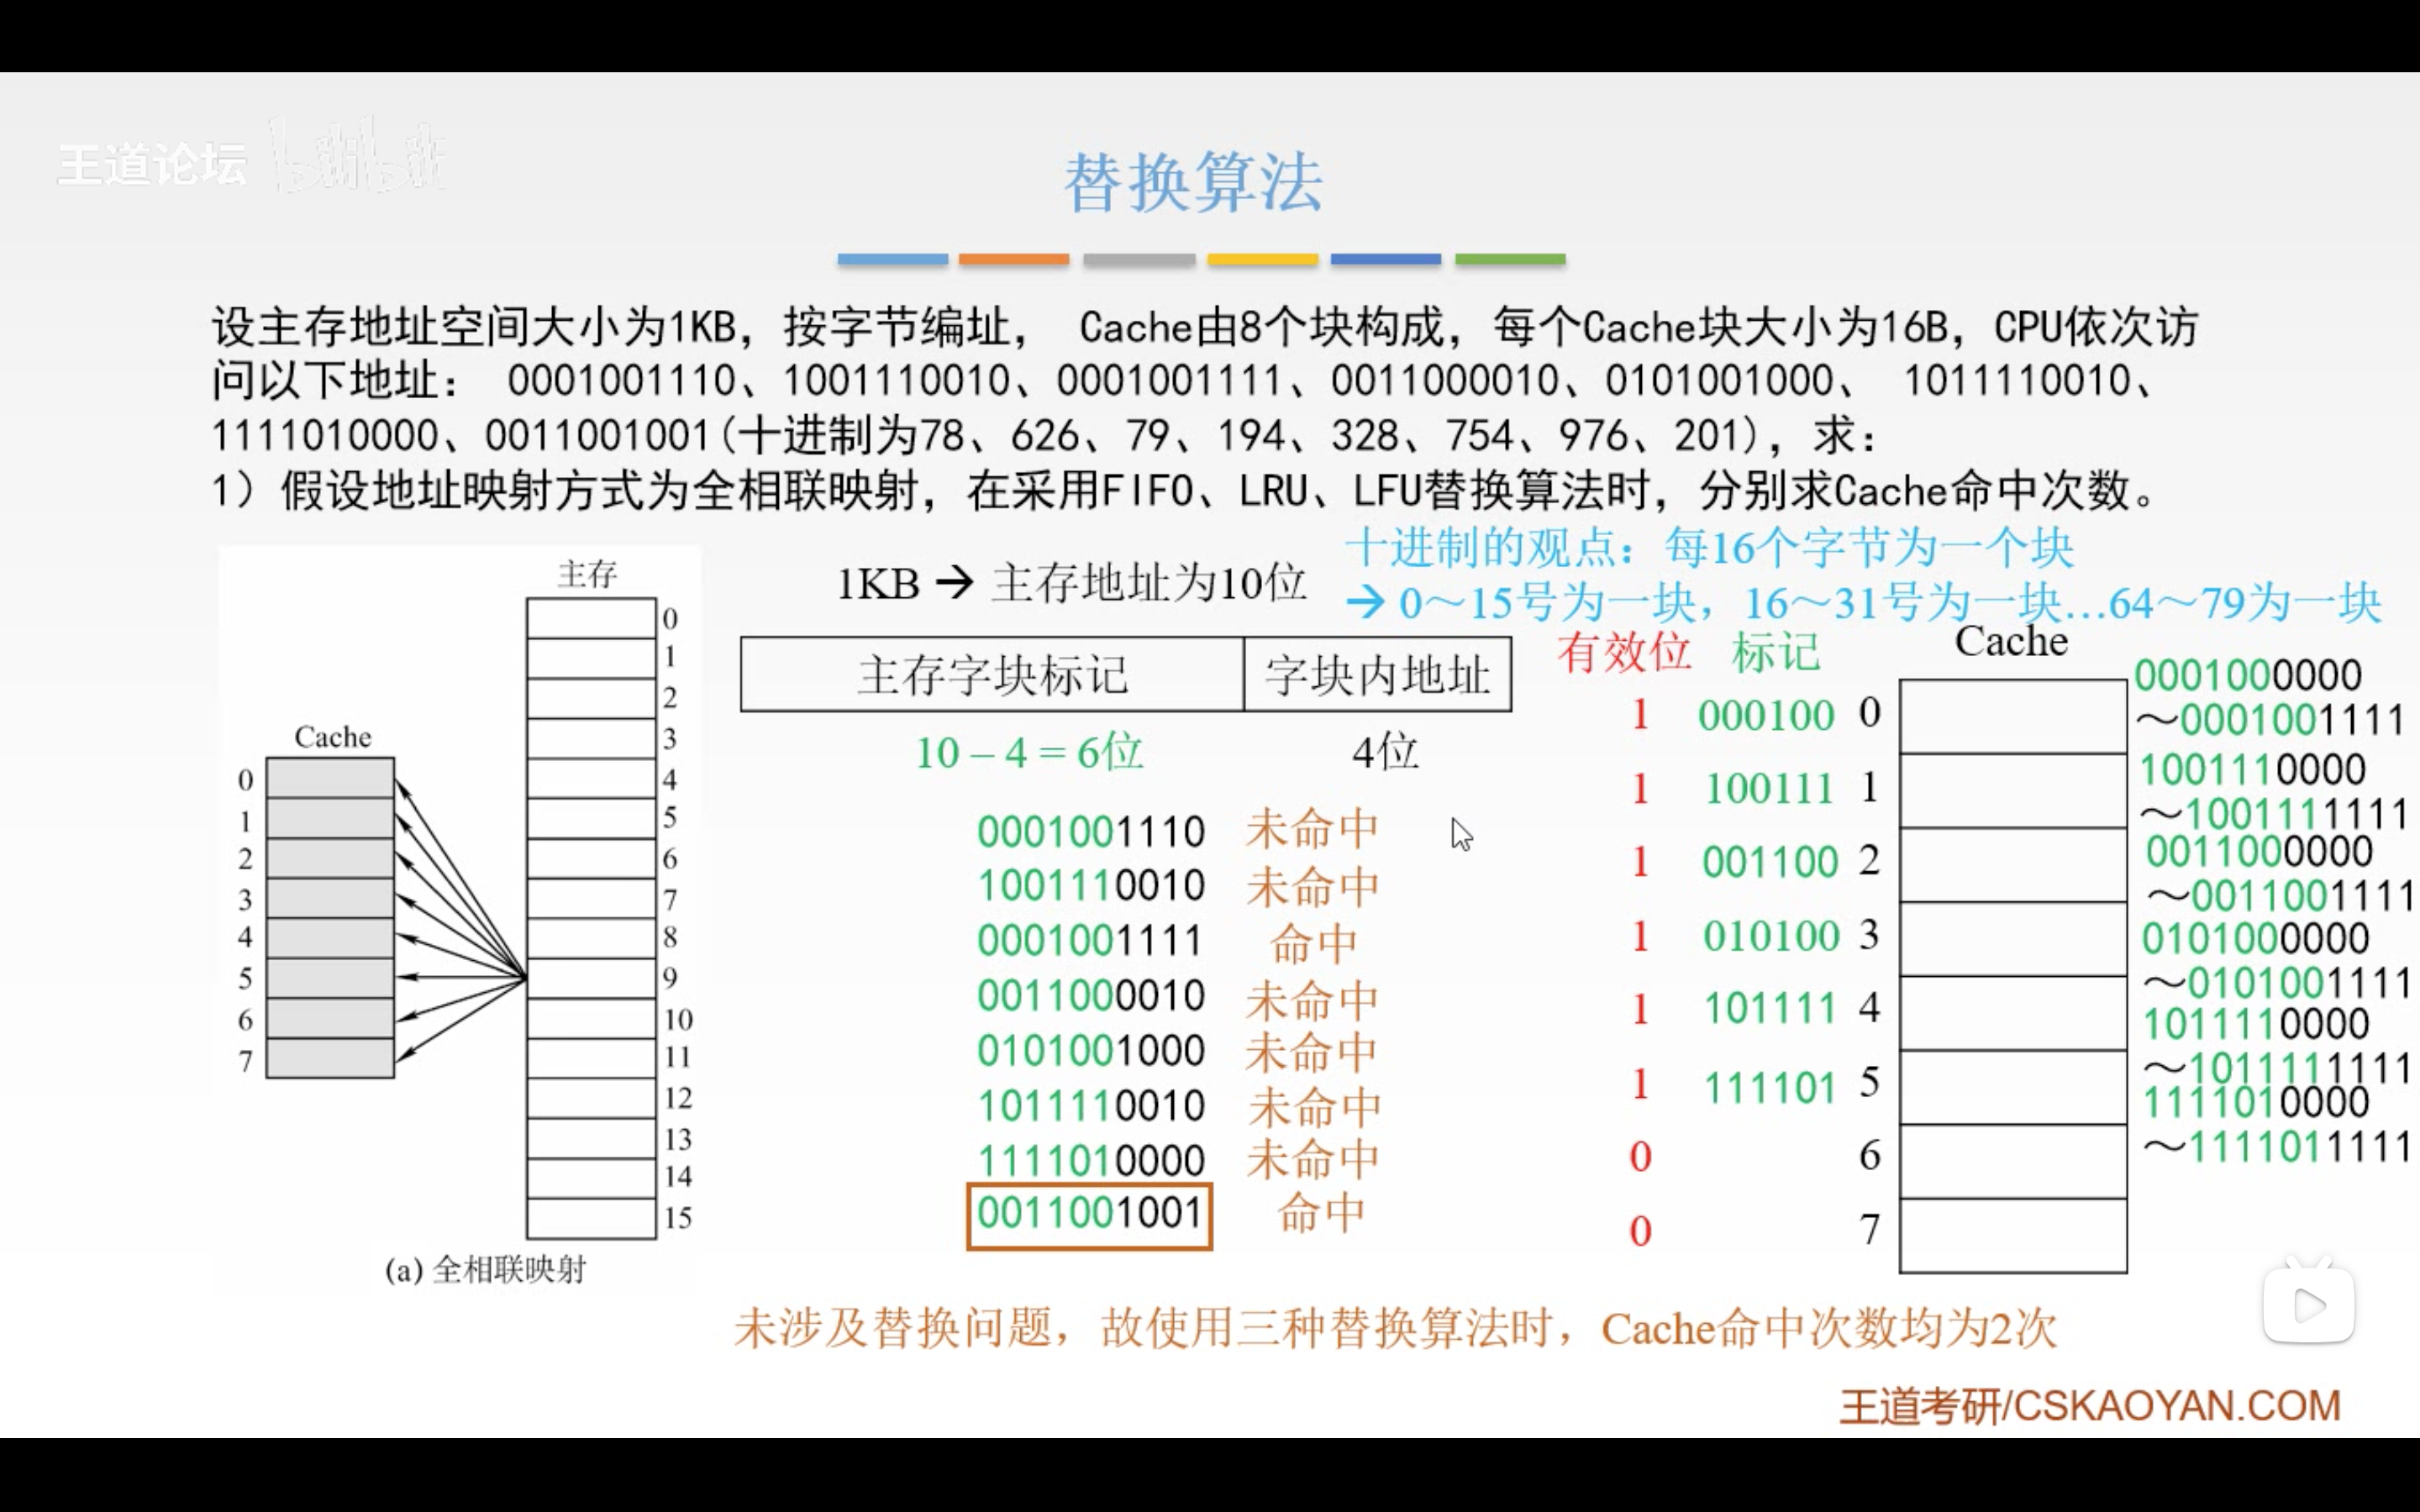 王道论坛 bilibili
替换算法
设主存地址空间大小为1KB，按字节编址， Cache由8个块构成，每个Cache块大小为16B，CPU依次访
问以下地址： 0001001110、1001110010、0001001111、0011000010、0101001000、 1011110010、
1111010000、0011001001(十进制为78、626、79、194、328、754、976、201)，求：
1）假设地址映射方式为全相联映射，在采用FIFO、LRU、LFU替换算法时，分别求Cache命中次数。
十进制的观点：每16个字节为一个块
→ 0～15号为一块，16～31号为一块…64～79为一块
1KB → 主存地址为10位
主存
0
1
2
3
4
5
6
7
8
9
10
11
12
13
14
15
Cache
0
1
2
3
4
5
6
7
(a) 全相联映射
主存字块标记 字块内地址
10 – 4 = 6位 4位
0001001110 未命中
1001110010 未命中
0001001111 命中
0011000010 未命中
0101001000 未命中
1011110010 未命中
1111010000 未命中
0011001001 命中
有效位 标记 Cache
1 000100 0
1 100111 1
1 001100 2
1 010100 3
1 101111 4
1 111101 5
0 6
0 7
0001000000
～0001001111
1001110000
～1001111111
0011000000
～0011001111
0101000000
～0101001111
1011110000
～1011111111
1111010000
～1111011111
未涉及替换问题，故使用三种替换算法时，Cache命中次数均为2次
王道考研/CSKAOYAN.COM